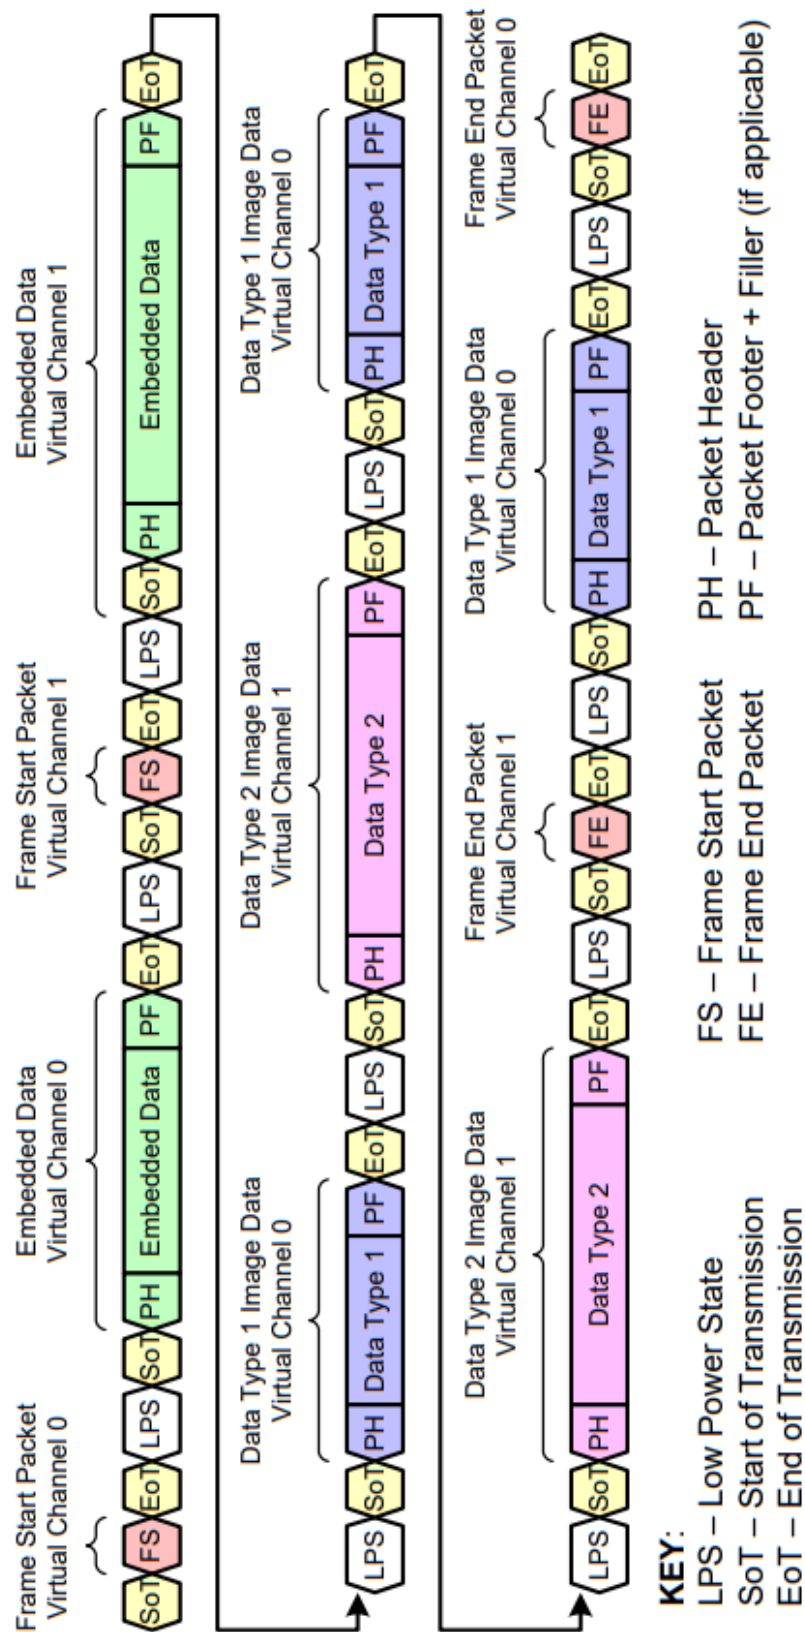 Frame Start Packet
Virtual Channel 0
Embedded Data
Virtual Channel 0
Frame Start Packet
Virtual Channel 1
Embedded Data
Virtual Channel 1
SoT FS EoT LPS SoT PH Embedded Data PF EoT LPS SoT FS EoT LPS SoT PH Embedded Data PF EoT
Data Type 1 Image Data
Virtual Channel 0
Data Type 2 Image Data
Virtual Channel 1
Data Type 1 Image Data
Virtual Channel 0
LPS SoT PH Data Type 1 PF EoT LPS SoT PH Data Type 2 PF EoT LPS SoT PH Data Type 1 PF EoT
Data Type 2 Image Data
Virtual Channel 1
Frame End Packet
Virtual Channel 1
Data Type 1 Image Data
Virtual Channel 0
Frame End Packet
Virtual Channel 0
LPS SoT PH Data Type 2 PF EoT LPS SoT FE EoT LPS SoT PH Data Type 1 PF EoT LPS SoT FE EoT
KEY:
LPS – Low Power State
SoT – Start of Transmission
EoT – End of Transmission
FS – Frame Start Packet
FE – Frame End Packet
PH – Packet Header
PF – Packet Footer + Filler (if applicable)